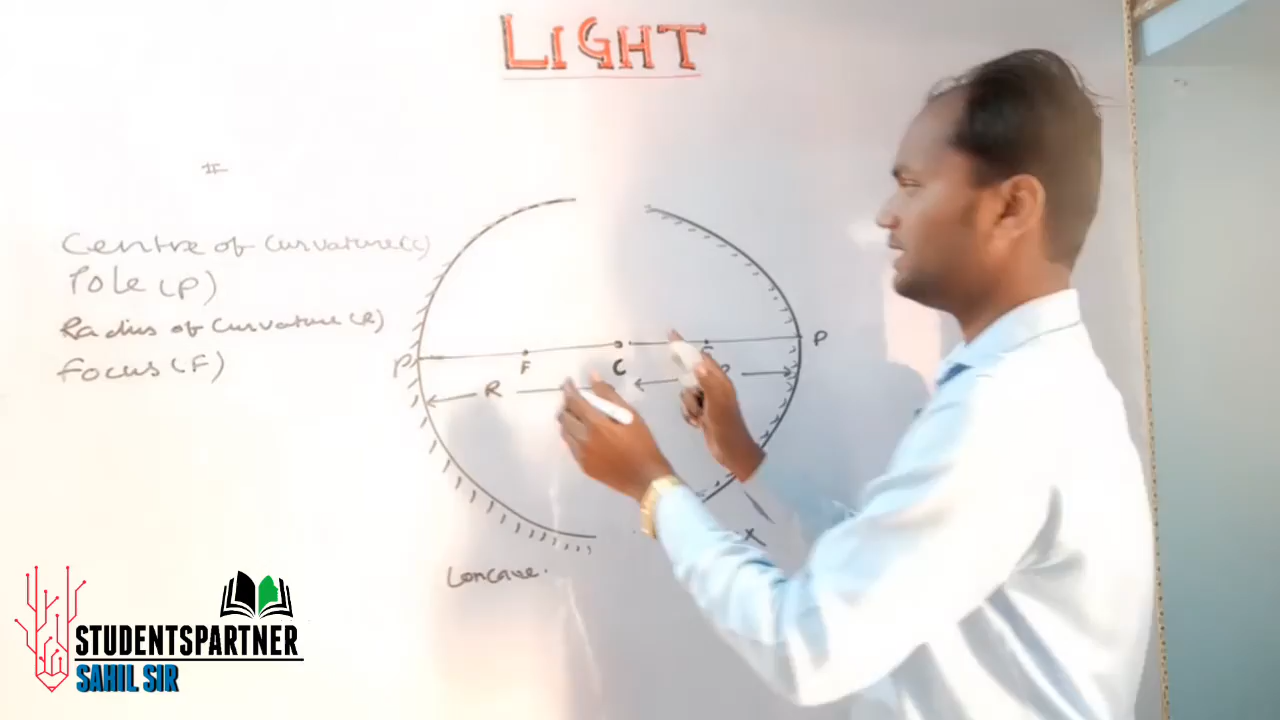 LIGHT
Centre of Curvature (C)
Pole (P)
Radius of Curvature (R)
Focus (F)
P F C P
R
Concave.
STUDENTSPARTNER
SAHIL SIR